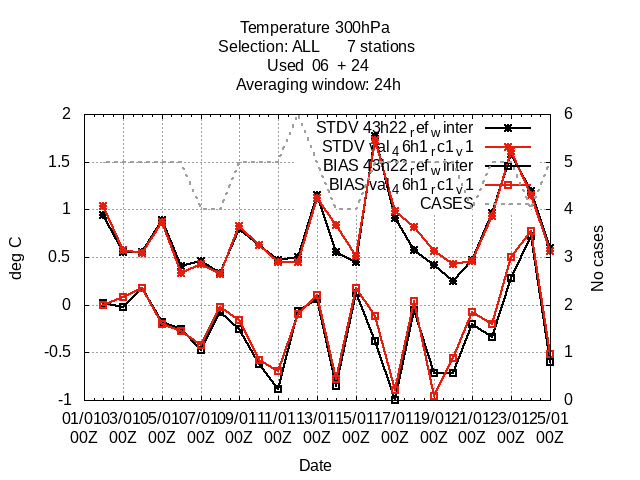 Temperature 300hPa
Selection: ALL 7 stations
Used 06 + 24
Averaging window: 24h
2 6
STDV 43h22refwinter
STDV val46h1rc1v1
1.5 5
BIAS 43h22refwinter
BIAS val46h1rc1v1
CASES
1 4
deg C
No cases
0.5 3
0 2
-0.5 1
-1 0
01/01 03/01 05/01 07/01 09/01 11/01 13/01 15/01 17/01 19/01 21/01 23/01 25/01
00Z 00Z 00Z 00Z 00Z 00Z 00Z 00Z 00Z 00Z 00Z 00Z 00Z
Date